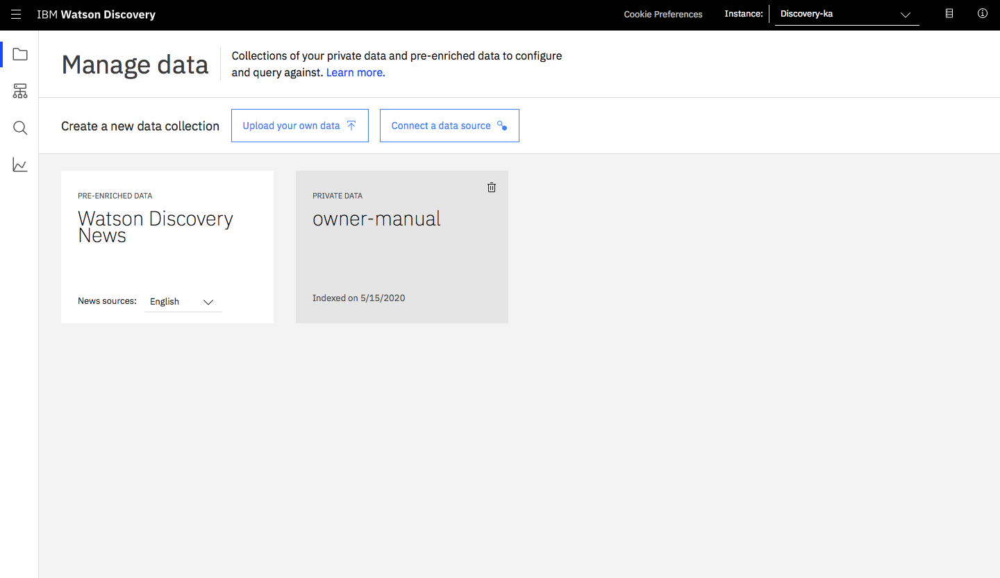 IBM Watson Discovery
Cookie Preferences
Instance:
Discovery-ka
Manage data
Collections of your private data and pre-enriched data to configure
and query against. Learn more.
Create a new data collection
Upload your own data
Connect a data source
PRE-ENRICHED DATA
Watson Discovery
News
News sources:
English
PRIVATE DATA
owner-manual
Indexed on 5/15/2020